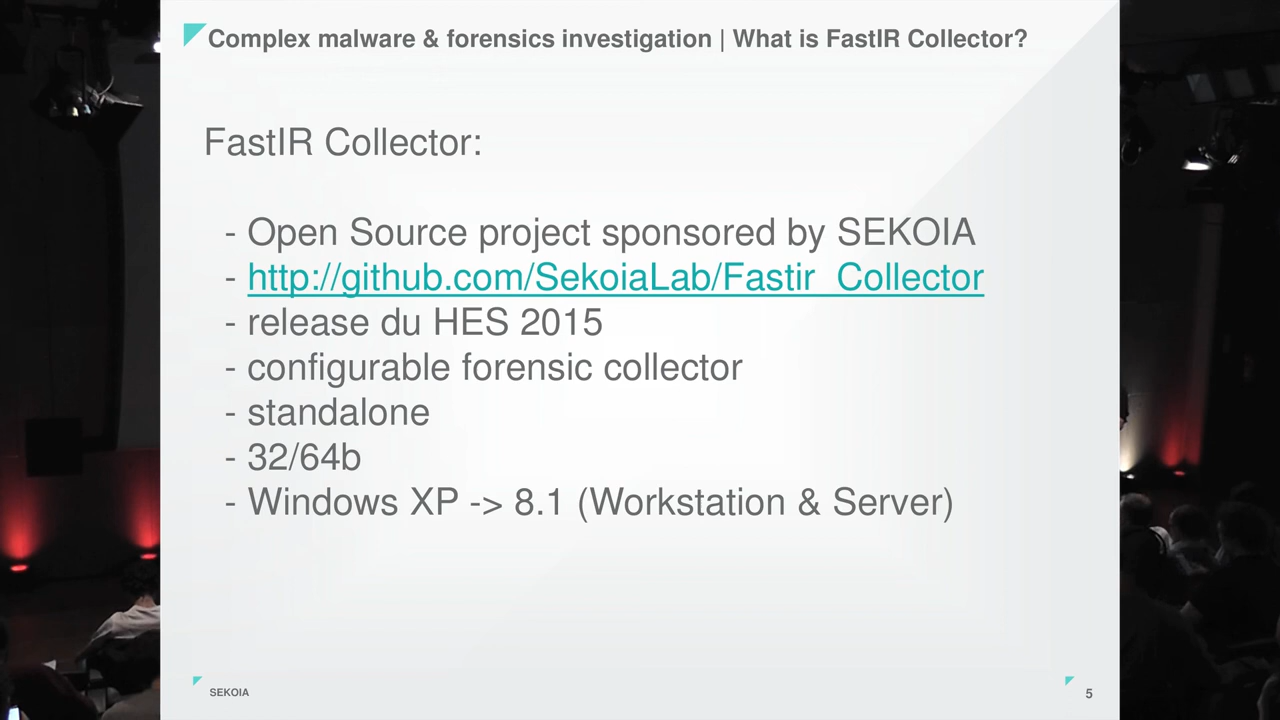 Complex malware & forensics investigation | What is FastIR Collector?
FastIR Collector:
- Open Source project sponsored by SEKOIA
- http://github.com/SekoiaLab/Fastir_Collector
- release du HES 2015
- configurable forensic collector
- standalone
- 32/64b
- Windows XP -> 8.1 (Workstation & Server)
SEKOIA
5